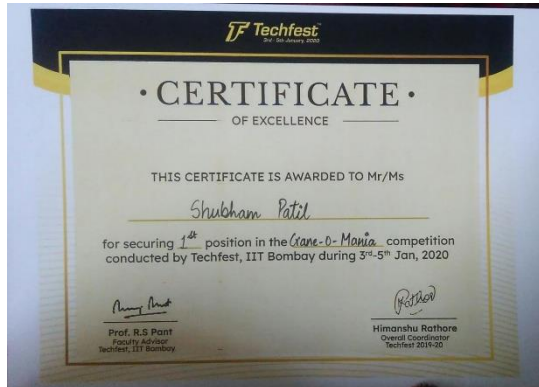 Techfest
3rd - 5th January, 2020
• CERTIFICATE •
OF EXCELLENCE
THIS CERTIFICATE IS AWARDED TO Mr/Ms
Shubham Patil
for securing 1st position in the Crane-O-Mania competition
conducted by Techfest, IIT Bombay during 3rd-5th Jan, 2020
Prof. R.S Pant
Faculty Advisor
Techfest, IIT Bombay
Rathod
Himanshu Rathore
Overall Coordinator
Techfest 2019-20